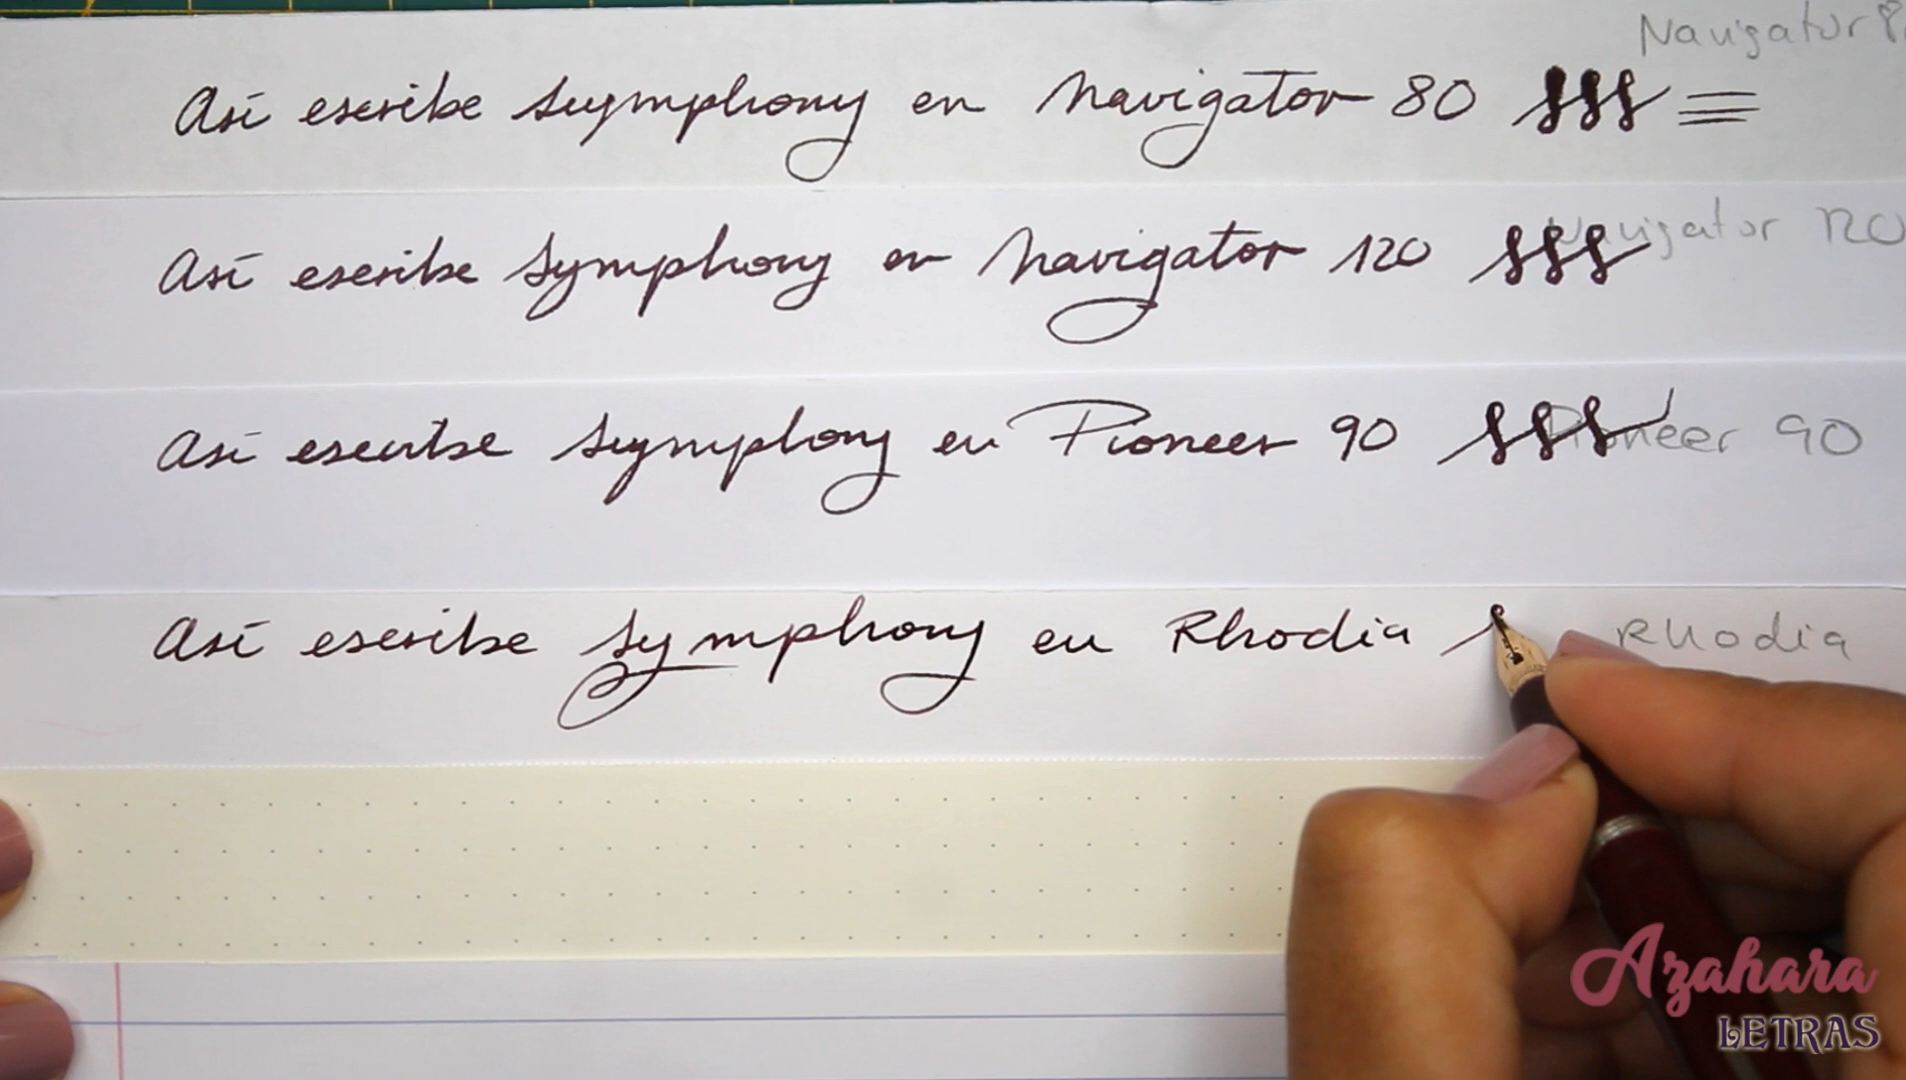 Navigator 8
Así escribe Symphony en Navigator 80
Navigator 120
Así escribe Symphony en Navigator 120
Así escribe Symphony en Pioneer 90
Pioneer 90
Así escribe Symphony en Rhodia
Rhodia
Azahara
LETRAS